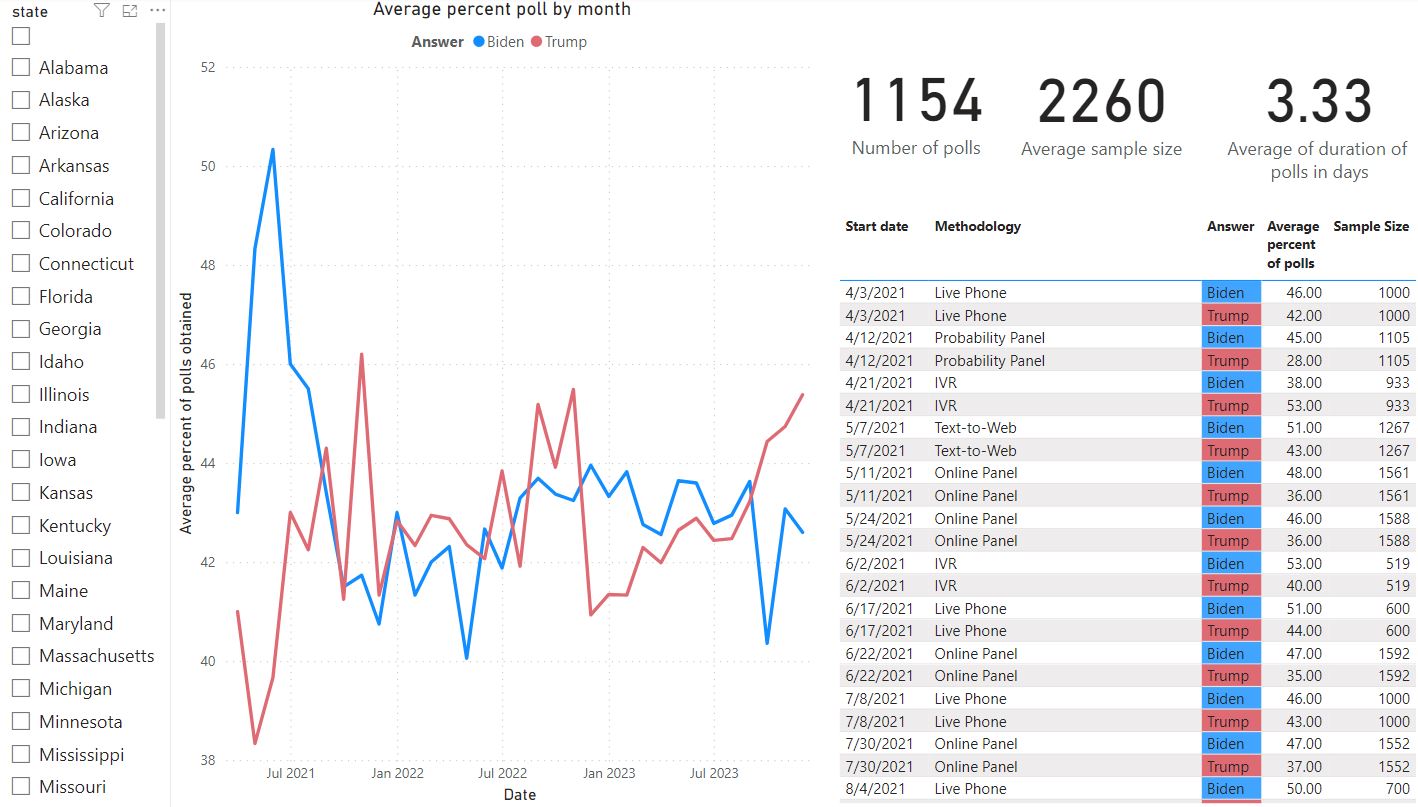 state
Alabama
Alaska
Arizona
Arkansas
California
Colorado
Connecticut
Florida
Georgia
Idaho
Illinois
Indiana
Iowa
Kansas
Kentucky
Louisiana
Maine
Maryland
Massachusetts
Michigan
Minnesota
Mississippi
Missouri
Average percent poll by month
Answer Biden Trump
Average percent of polls obtained
52
50
48
46
44
42
40
38
Jul 2021 Jan 2022 Jul 2022 Jan 2023 Jul 2023
Date
1154 2260 3.33
Number of polls Average sample size Average of duration of
polls in days
Start date Methodology Answer Average Sample Size
percent
of polls
4/3/2021 Live Phone Biden 46.00 1000
4/3/2021 Live Phone Trump 42.00 1000
4/12/2021 Probability Panel Biden 45.00 1105
4/12/2021 Probability Panel Trump 28.00 1105
4/21/2021 IVR Biden 38.00 933
4/21/2021 IVR Trump 53.00 933
5/7/2021 Text-to-Web Biden 51.00 1267
5/7/2021 Text-to-Web Trump 43.00 1267
5/11/2021 Online Panel Biden 48.00 1561
5/11/2021 Online Panel Trump 36.00 1561
5/24/2021 Online Panel Biden 46.00 1588
5/24/2021 Online Panel Trump 36.00 1588
6/2/2021 IVR Biden 53.00 519
6/2/2021 IVR Trump 40.00 519
6/17/2021 Live Phone Biden 51.00 600
6/17/2021 Live Phone Trump 44.00 600
6/22/2021 Online Panel Biden 47.00 1592
6/22/2021 Online Panel Trump 35.00 1592
7/8/2021 Live Phone Biden 46.00 1000
7/8/2021 Live Phone Trump 43.00 1000
7/30/2021 Online Panel Biden 47.00 1552
7/30/2021 Online Panel Trump 37.00 1552
8/4/2021 Live Phone Biden 50.00 700